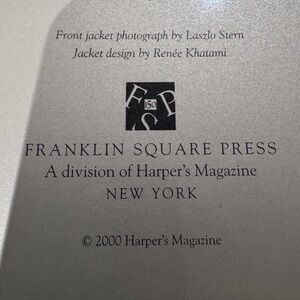 Front jacket photograph by Laszlo Stern
Jacket design by Renée Khatami
F P
150
S
FRANKLIN SQUARE PRESS
A division of Harper's Magazine
NEW YORK
© 2000 Harper's Magazine